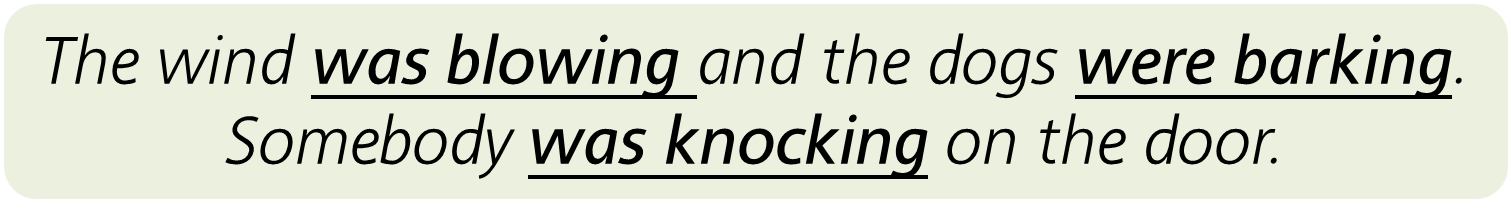 The wind was blowing and the dogs were barking.
Somebody was knocking on the door.